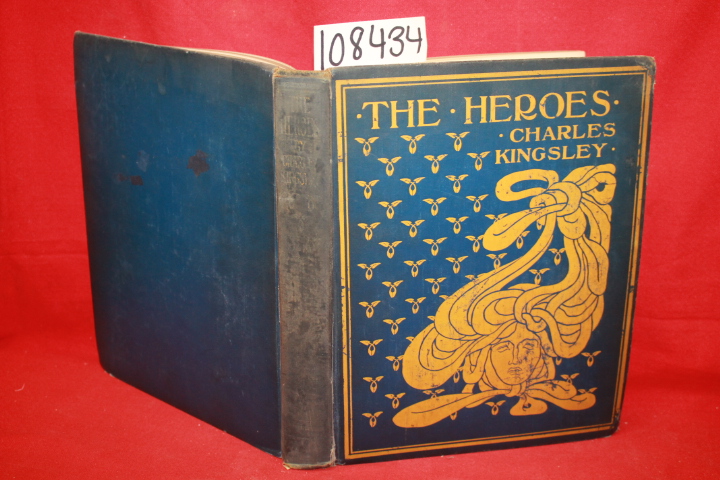 108434
· THE · HEROES ·
· CHARLES
KINGSLEY ·